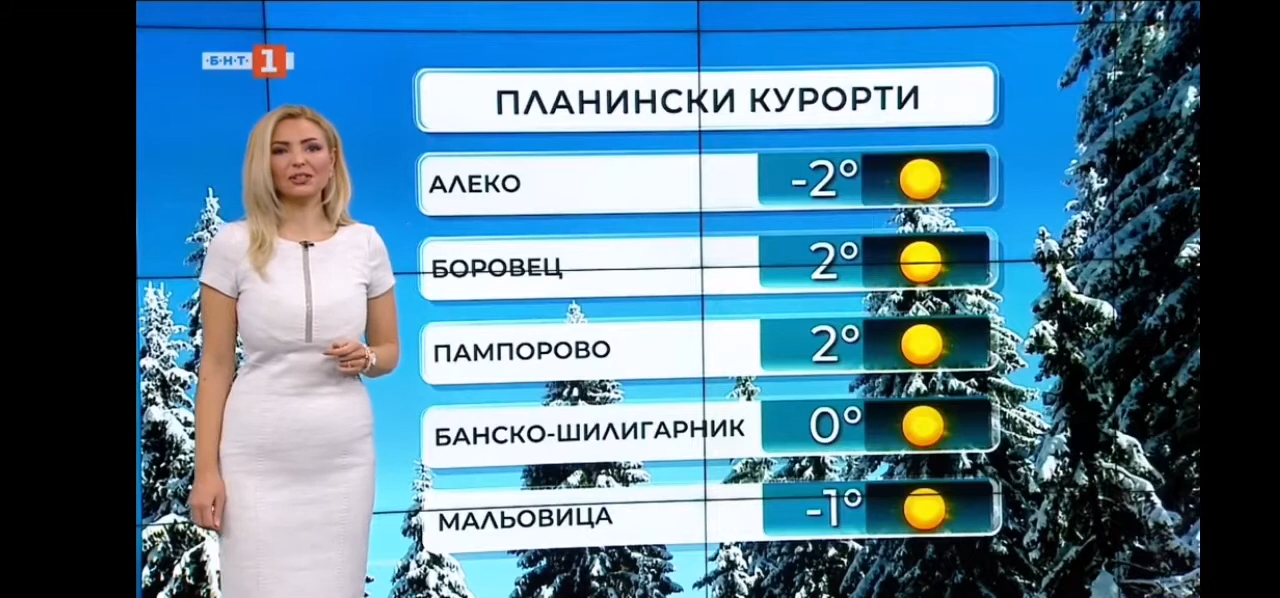 ·БНТ· 1
ПЛАНИНСКИ КУРОРТИ
АЛЕКО -2°
БОРОВЕЦ 2°
ПАМПОРОВО 2°
БАНСКО-ШИЛИГАРНИК 0°
МАЛЬОВИЦА -1°